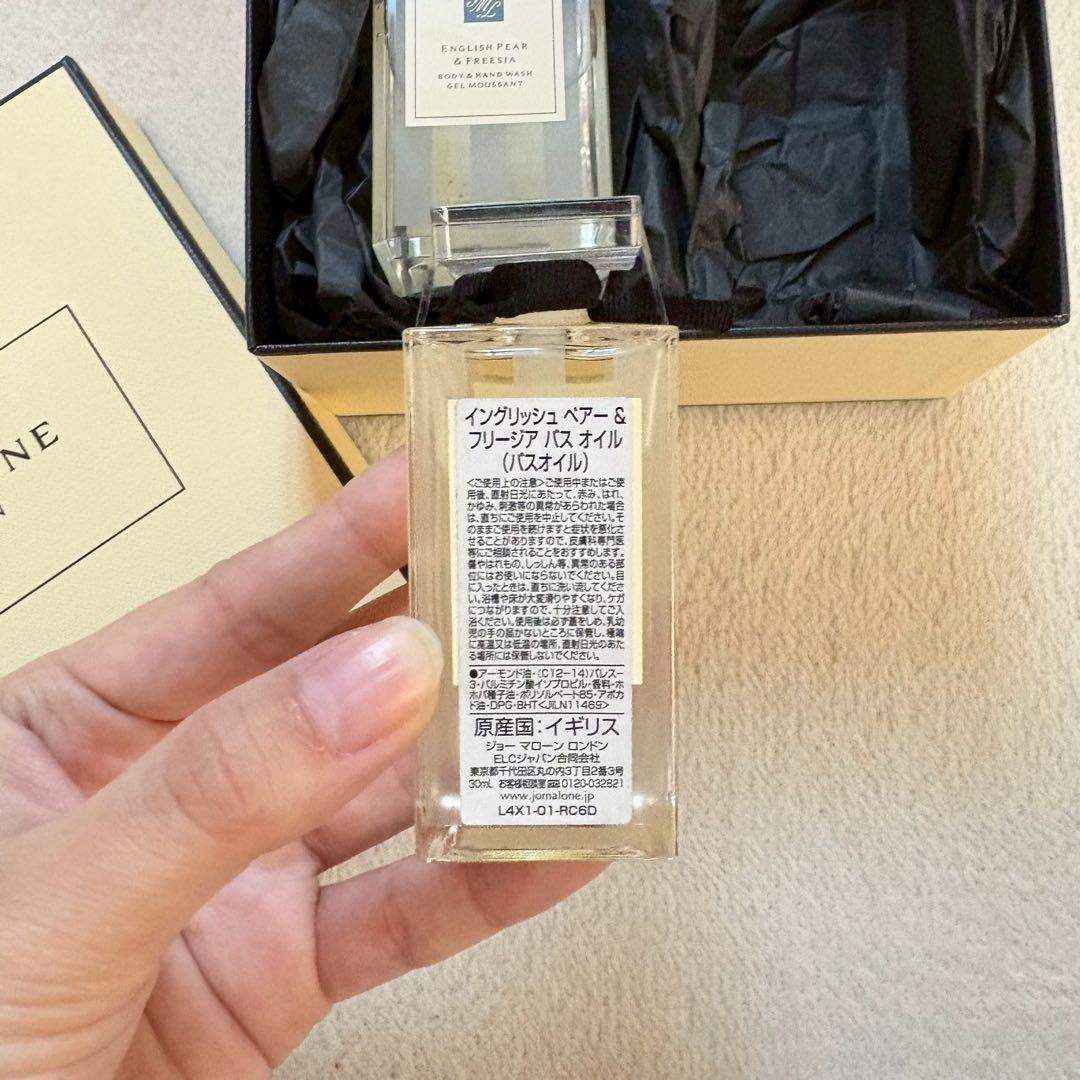 ENGLISH PEAR
& FREESIA
BODY & HAND WASH
GEL MOUSSANT
NE
N
イングリッシュ ペアー &
フリージア バス オイル
（バスオイル）
<ご使用上の注意>ご使用中またはご使
用後、直射日光にあたって、赤み、はれ、
かゆみ、刺激等の異常があらわれた場合
は、直ちにご使用を中止してください。そ
のままご使用を続けますと症状を悪化さ
せることがありますので、皮膚科専門医
等にご相談されることをおすすめします。
傷やはれもの、しっしん等、異常のある部
位にはお使いにならないでください。目
に入ったときは、直ちに洗い流してくださ
い。浴槽や床が大変滑りやすくなり、ケガ
につながりますので、十分注意してご入
浴ください。使用後は必ず蓋をしめ、乳幼
児の手の届かないところに保管し、極端
に高温又は低温の場所、直射日光のあた
る場所には保管しないでください。
●アーモンド油・（C12-14）パレス-
3・パルミチン酸イソプロピル・香料・ホ
ホバ種子油・ポリソルベート85・アボカ
ド油・DPG・BHT<JILN11469>
原産国：イギリス
ジョー マローン ロンドン
ELCジャパン合同会社
東京都千代田区丸の内3丁目2番3号
30mL お客様相談室 電話 0120-032821
www.jomalone.jp
L4X1-01-RC6D